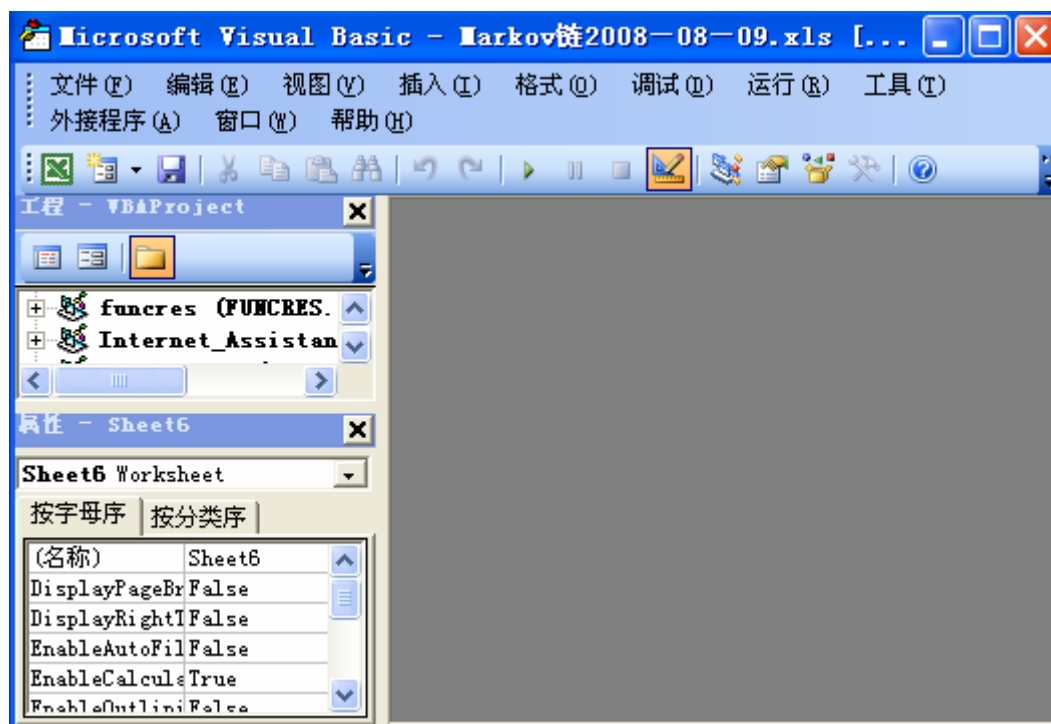 Microsoft Visual Basic - Markov链2008-08-09.xls [...
文件(F) 编辑(E) 视图(V) 插入(I) 格式(O) 调试(D) 运行(R) 工具(T)
外接程序(A) 窗口(W) 帮助(H)
工程 - VBAProject
funcres (FUNCRES.
Internet_Assistan
属性 - Sheet6
Sheet6 Worksheet
按字母序 按分类序
(名称) Sheet6
DisplayPageBr False
DisplayRightT False
EnableAutoFil False
EnableCalcula True
EnableOutlini False